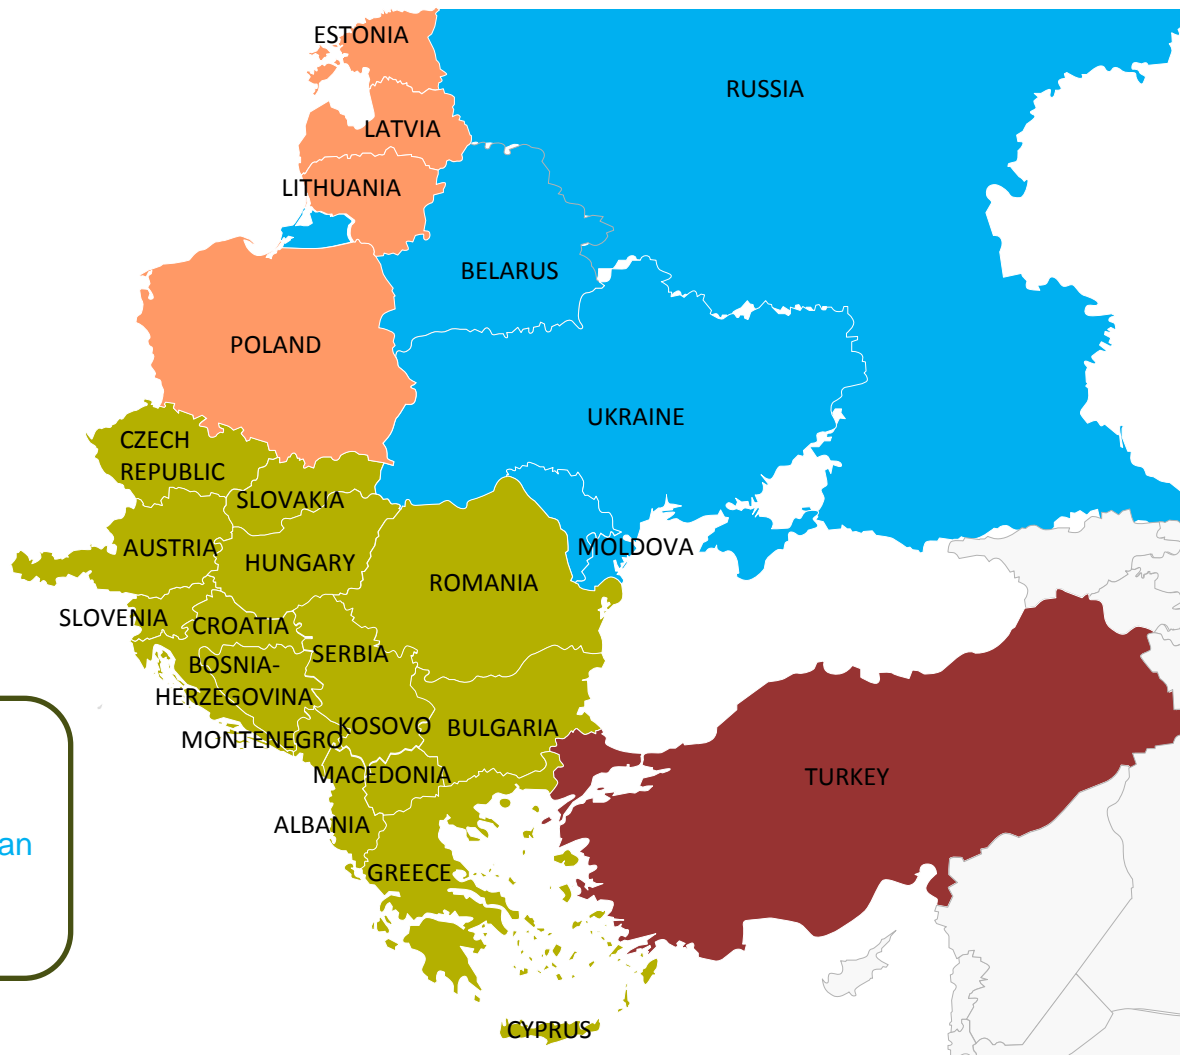 ESTONIA
RUSSIA
LATVIA
LITHUANIA
BELARUS
POLAND
UKRAINE
CZECH
REPUBLIC
SLOVAKIA
AUSTRIA
HUNGARY
MOLDOVA
ROMANIA
SLOVENIA
CROATIA
SERBIA
BOSNIA-
HERZEGOVINA
KOSOVO
BULGARIA
MONTENEGRO
MACEDONIA
TURKEY
ALBANIA
an
GREECE
CYPRUS